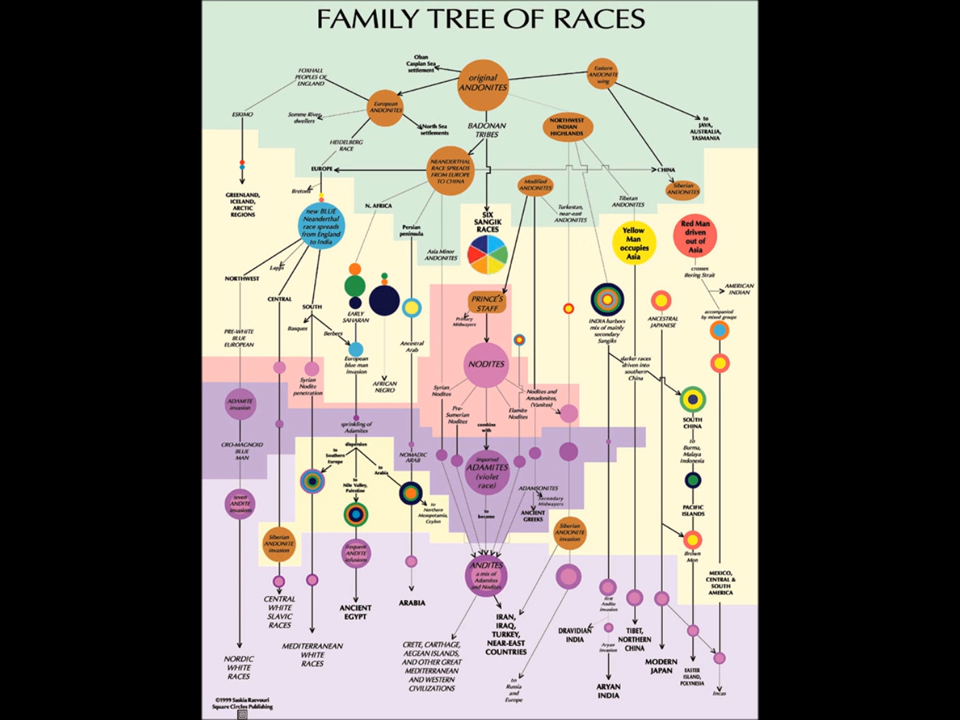 FAMILY TREE OF RACES
Oban
Caspian Sea
settlement
FOXHALL
PEOPLES OF
ENGLAND
original
ANDONITES
Eastern
ANDONITE
wing
European
ANDONITES
ESKIMO
Somme River
dwellers
North Sea
settlements
BADONAN
TRIBES
NORTHWEST
INDIAN
HIGHLANDS
to
JAVA,
AUSTRALIA,
TASMANIA
HEIDELBERG
RACE
EUROPE
NEANDERTHAL
RACE SPREADS
FROM EUROPE
TO CHINA
CHINA
Modified
ANDONITES
Siberian
ANDONITES
GREENLAND,
ICELAND,
ARCTIC
REGIONS
Bretons
N. AFRICA
Turkestan,
near-east
ANDONITES
Tibetan
ANDONITES
new BLUE
Neanderthal
race spreads
from England
to India
Persian
peninsula
SIX
SANGIK
RACES
Yellow
Man
occupies
Asia
Red Man
driven
out of
Asia
Asia Minor
ANDONITES
Lapps
NORTHWEST
crosses
Bering Strait
AMERICAN
INDIAN
CENTRAL
SOUTH
PRINCE'S
STAFF
Primary
Midwayers
EARLY
SAHARAN
INDIA harbors
mix of mainly
secondary
Sangiks
ANCESTRAL
JAPANESE
accompanied
by mixed groups
Basques
Berbers
PRE-WHITE
BLUE
EUROPEAN
Ancestral
Arab
European
blue man
invasion
darker races
driven into
southern
China
NODITES
Syrian
Nodite
penetration
AFRICAN
NEGRO
Syrian
Nodites
Nodites and
Amadonites,
(Vanites)
ADAMITE
invasion
Pre-
Sumerian
Nodites
Elamite
Nodites
combine
with
SOUTH
CHINA
sprinkling of
Adamites
CRO-MAGNOID
BLUE
MAN
disperses
to
Southern
Europe
to
Arabia
NOMADIC
ARAB
imported
ADAMITES
(violet
race)
to
Burma,
Malaya
Indonesia
to
Nile Valley,
Palestine
ADAMSONITES
Secondary
Midwayers
seven
ANDITE
invasions
to
Northern
Mesopotamia,
Ceylon
to
become
ANCIENT
GREEKS
PACIFIC
ISLANDS
Siberian
ANDONITE
invasion
Siberian
ANDONITE
invasion
frequent
ANDITE
infusions
Brown
Men
ANDITES
a mix of
Adamites
and Nodites
MEXICO,
CENTRAL &
SOUTH
AMERICA
CENTRAL
WHITE
SLAVIC
RACES
ANCIENT
EGYPT
ARABIA
first
Andite
invasion
IRAN,
IRAQ,
TURKEY,
NEAR-EAST
COUNTRIES
DRAVIDIAN
INDIA
TIBET,
NORTHERN
CHINA
Aryan
Invasion
MEDITERRANEAN
WHITE
RACES
CRETE, CARTHAGE,
AEGEAN ISLANDS,
AND OTHER GREAT
MEDITERRANEAN
AND WESTERN
CIVILIZATIONS
NORDIC
WHITE
RACES
MODERN
JAPAN
EASTER
ISLAND,
POLYNESIA
to
Russia
and
Europe
ARYAN
INDIA
Incas
©1999 Saskia Raevouri
Square Circles Publishing